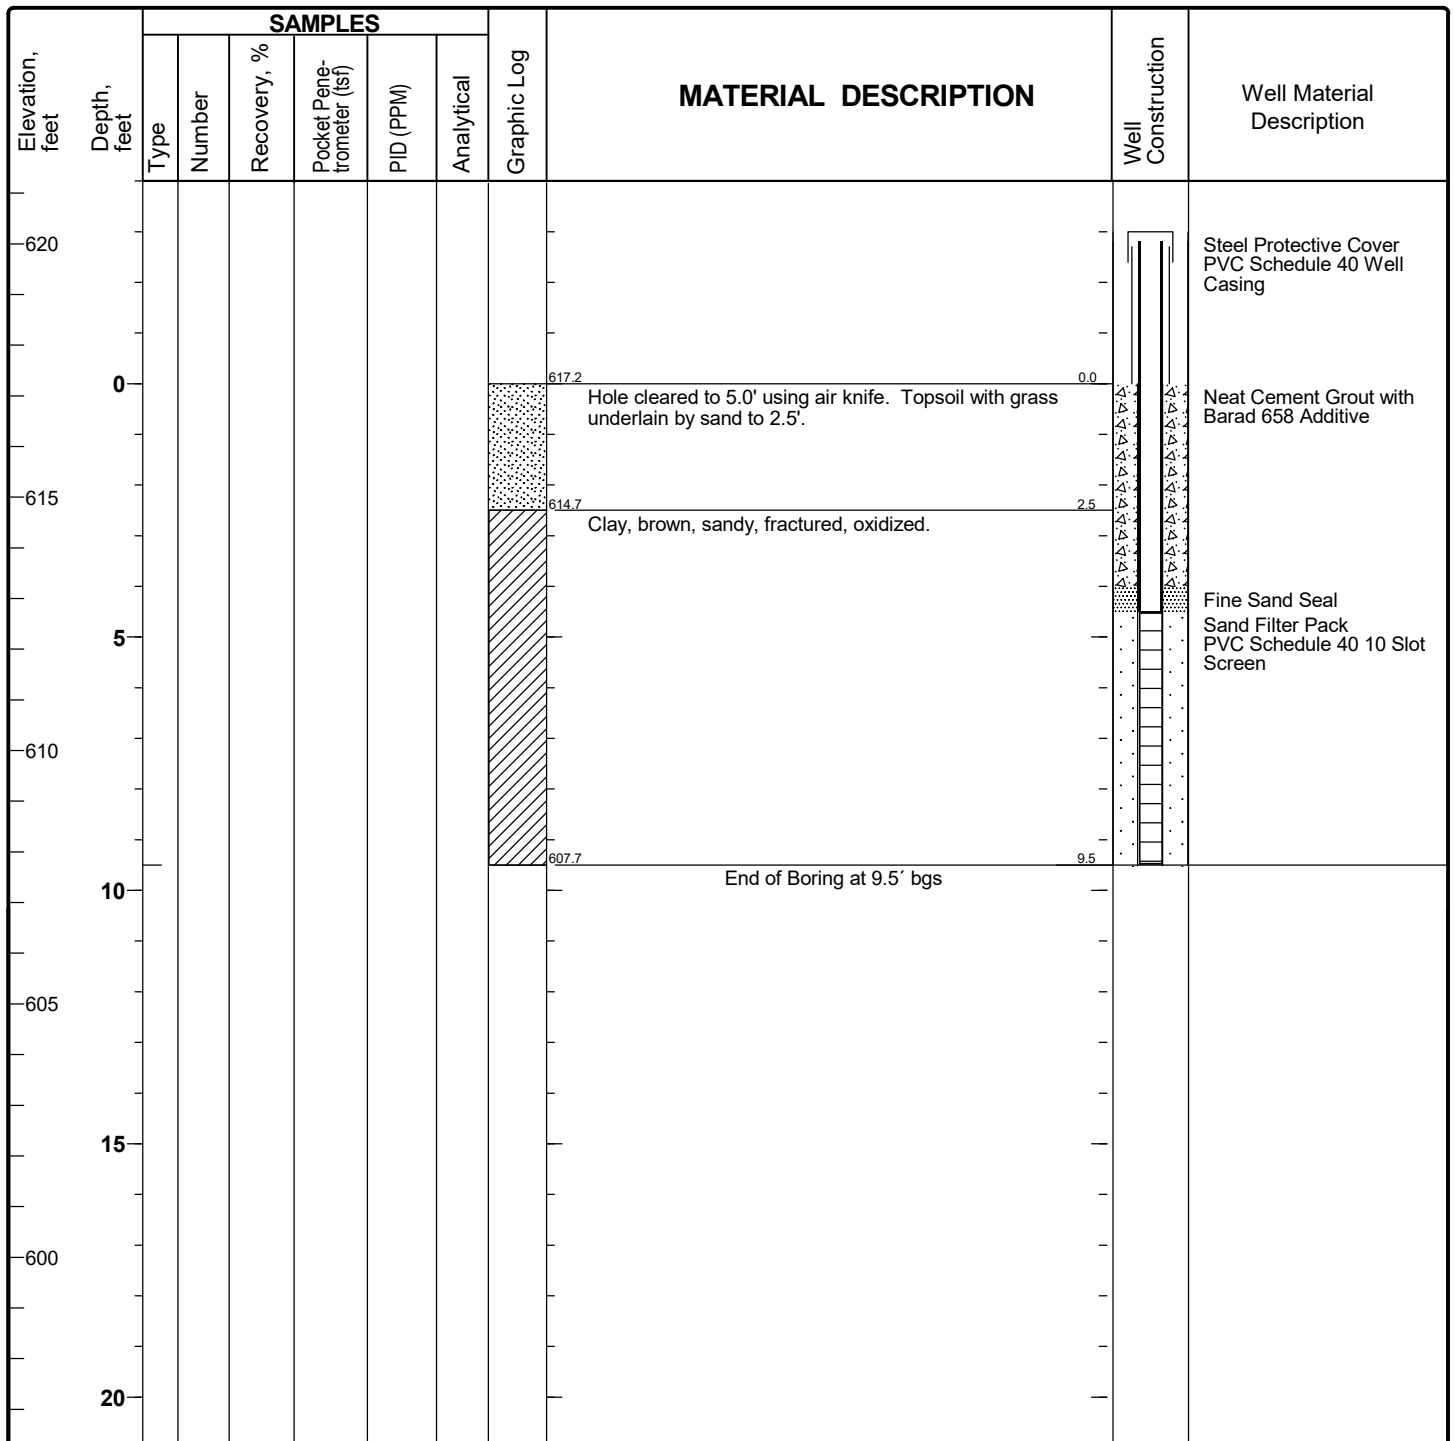 SAMPLES
Elevation,
feet
Depth,
feet
Type
Number
Recovery, %
Pocket Pene-
trometer (tsf)
PID (PPM)
Analytical
Graphic Log
MATERIAL DESCRIPTION
Well
Construction
Well Material
Description
620
Steel Protective Cover
PVC Schedule 40 Well
Casing
0
617.2
0.0
Hole cleared to 5.0' using air knife. Topsoil with grass
underlain by sand to 2.5'.
Neat Cement Grout with
Barad 658 Additive
615
614.7
2.5
Clay, brown, sandy, fractured, oxidized.
Fine Sand Seal
5
Sand Filter Pack
PVC Schedule 40 10 Slot
Screen
610
607.7
9.5
End of Boring at 9.5´ bgs
10
605
15
600
20